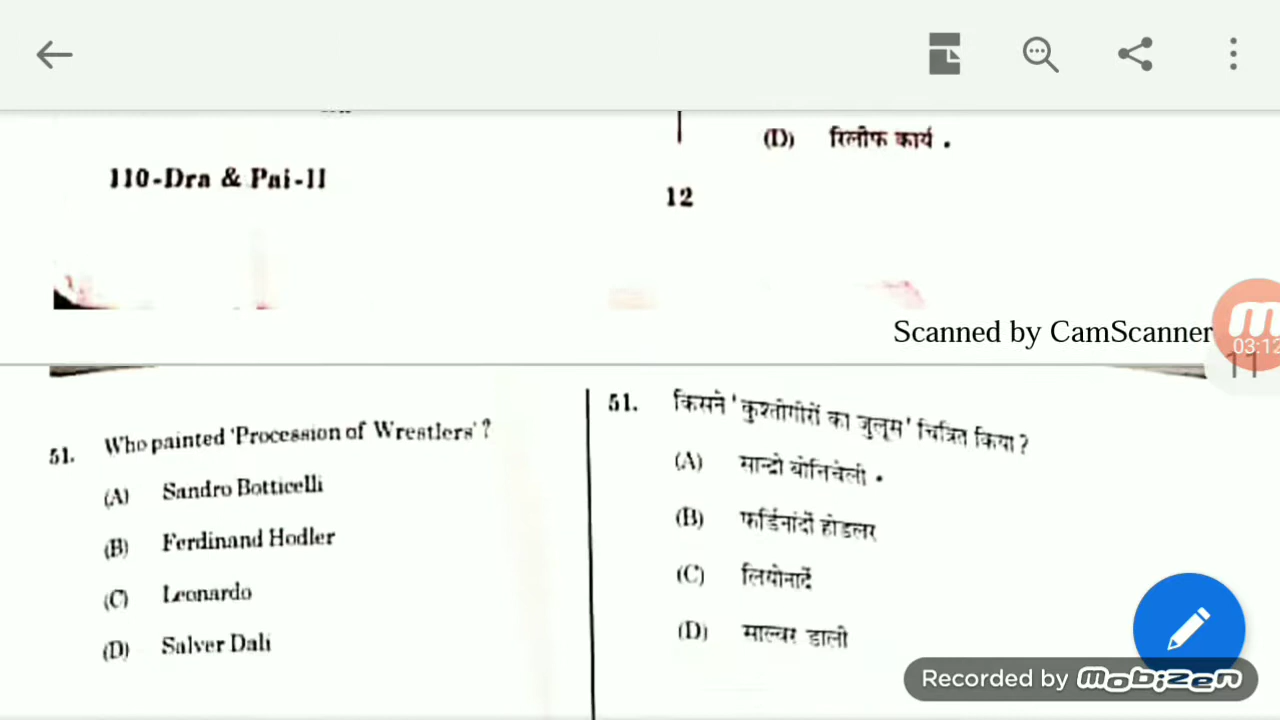 (D) रिलीफ कार्य .
110-Dra & Pai-II
12
Scanned by CamScanner
03:12
11
51. Who painted 'Procession of Wrestlers'?
(A) Sandro Botticelli
(B) Ferdinand Hodler
(C) Leonardo
(D) Salver Dali
51. किसने 'कुश्तीगीरों का जुलूम' चित्रित किया?
(A) सान्द्रो बोत्तिचेली .
(B) फर्डिनांदों होडलर
(C) लियोनार्दे
(D) माल्वर डाली
Recorded by mobizen